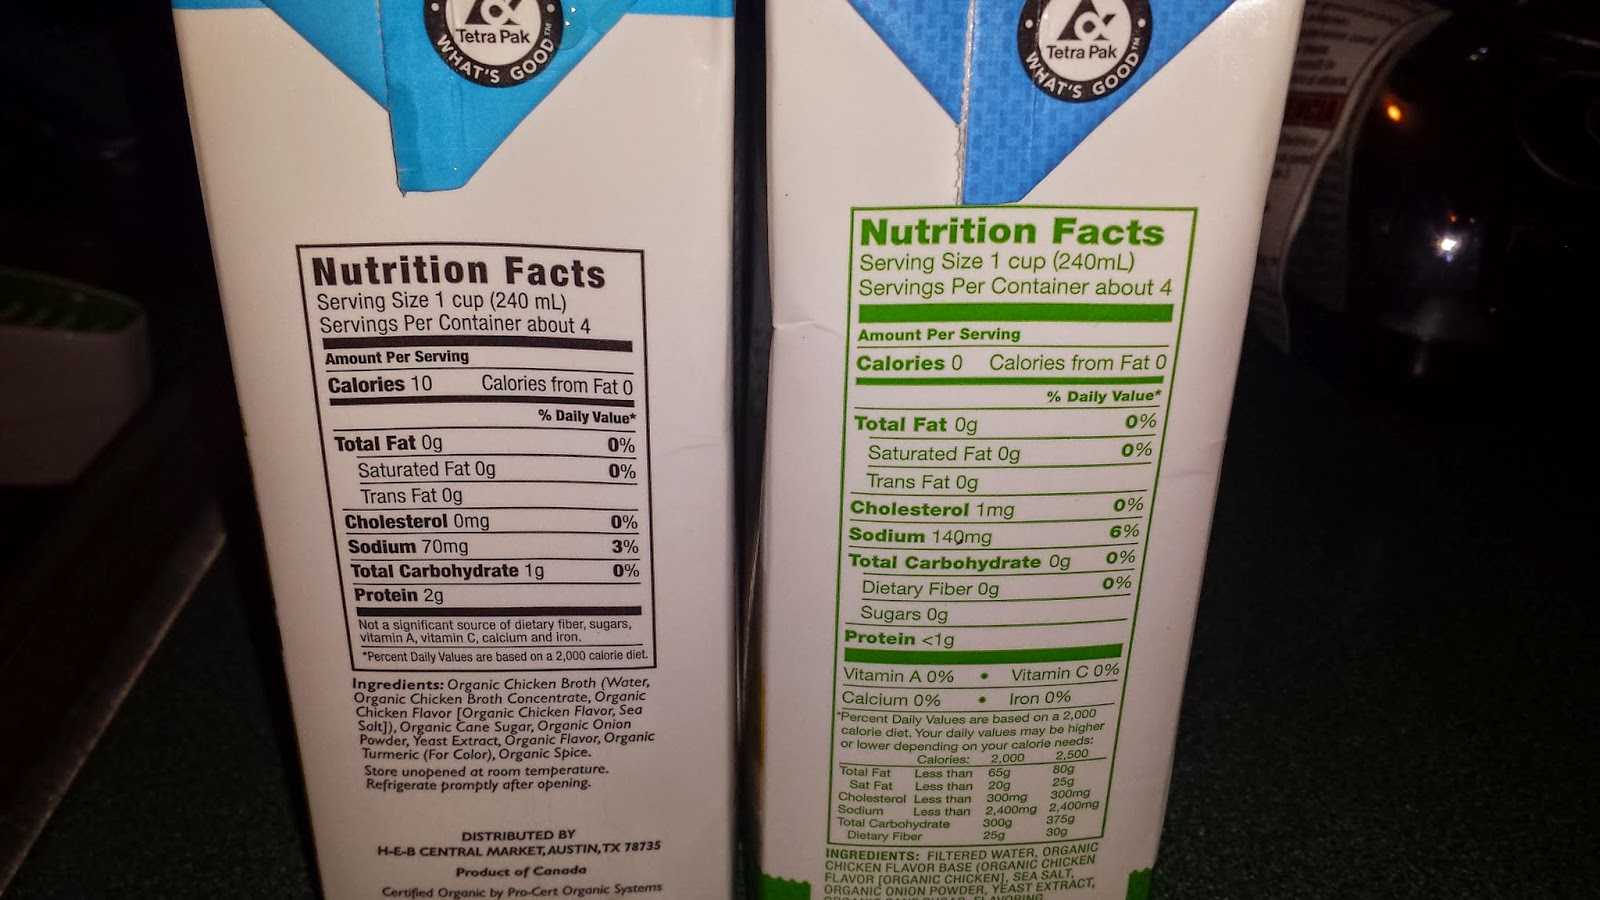 Tetra Pak
WHAT'S GOOD™
Nutrition Facts
Serving Size 1 cup (240 mL)
Servings Per Container about 4
Amount Per Serving
Calories 10 Calories from Fat 0
% Daily Value*
Total Fat 0g 0%
Saturated Fat 0g 0%
Trans Fat 0g
Cholesterol 0mg 0%
Sodium 70mg 3%
Total Carbohydrate 1g 0%
Protein 2g
Not a significant source of dietary fiber, sugars,
vitamin A, vitamin C, calcium and iron.
*Percent Daily Values are based on a 2,000 calorie diet.
Ingredients: Organic Chicken Broth (Water,
Organic Chicken Broth Concentrate, Organic
Chicken Flavor [Organic Chicken Flavor, Sea
Salt]), Organic Cane Sugar, Organic Onion
Powder, Yeast Extract, Organic Flavor, Organic
Turmeric (For Color), Organic Spice.
Store unopened at room temperature.
Refrigerate promptly after opening.
DISTRIBUTED BY
H-E-B CENTRAL MARKET, AUSTIN, TX 78735
Product of Canada
Certified Organic by Pro-Cert Organic Systems
Tetra Pak
WHAT'S GOOD™
Nutrition Facts
Serving Size 1 cup (240mL)
Servings Per Container about 4
Amount Per Serving
Calories 0 Calories from Fat 0
% Daily Value*
Total Fat 0g 0%
Saturated Fat 0g 0%
Trans Fat 0g
Cholesterol 1mg 0%
Sodium 140mg 6%
Total Carbohydrate 0g 0%
Dietary Fiber 0g 0%
Sugars 0g
Protein <1g
Vitamin A 0% • Vitamin C 0%
Calcium 0% • Iron 0%
*Percent Daily Values are based on a 2,000
calorie diet. Your daily values may be higher
or lower depending on your calorie needs:
Calories: 2,000 2,500
Total Fat Less than 65g 80g
Sat Fat Less than 20g 25g
Cholesterol Less than 300mg 300mg
Sodium Less than 2,400mg 2,400mg
Total Carbohydrate 300g 375g
Dietary Fiber 25g 30g
INGREDIENTS: FILTERED WATER, ORGANIC
CHICKEN FLAVOR BASE (ORGANIC CHICKEN
FLAVOR [ORGANIC CHICKEN], SEA SALT,
ORGANIC ONION POWDER, YEAST EXTRACT,
ORGANIC CANE SUGAR, FLAVORING